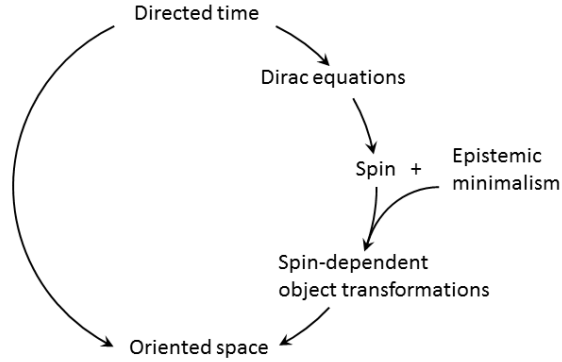 Directed time
Dirac equations
Spin +
Epistemic
minimalism
Spin-dependent
object transformations
Oriented space